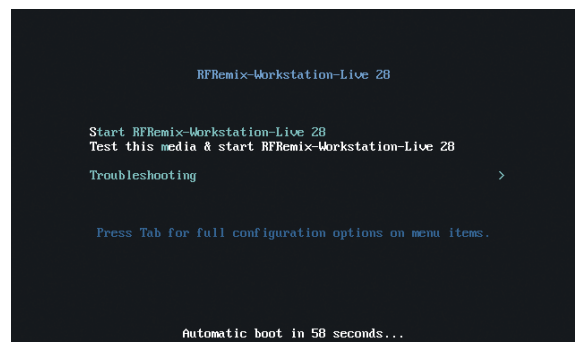 RFRemix-Workstation-Live 28
Start RFRemix-Workstation-Live 28
Test this media & start RFRemix-Workstation-Live 28
Troubleshooting >
Press Tab for full configuration options on menu items.
Automatic boot in 58 seconds...